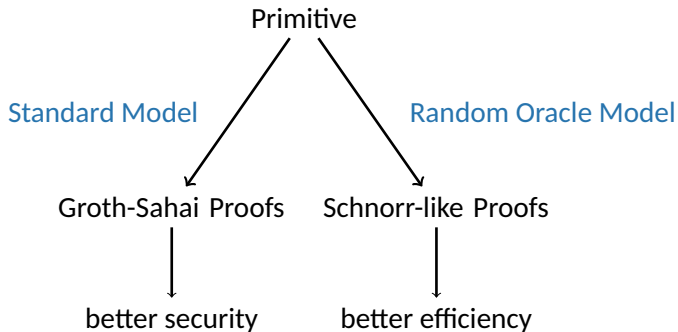 Primitive
Standard Model Random Oracle Model
Groth-Sahai Proofs Schnorr-like Proofs
better security better efficiency